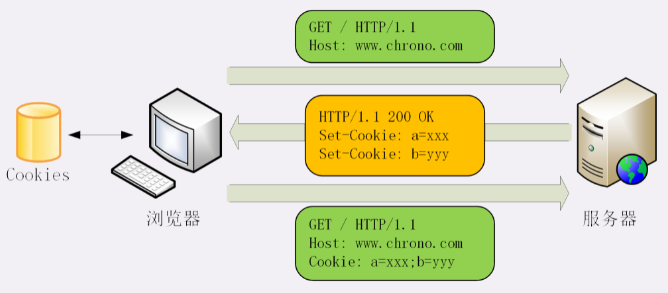 GET / HTTP/1.1
Host: www.chrono.com
HTTP/1.1 200 OK
Set-Cookie: a=xxx
Set-Cookie: b=yyy
Cookies
浏览器
服务器
GET / HTTP/1.1
Host: www.chrono.com
Cookie: a=xxx;b=yyy